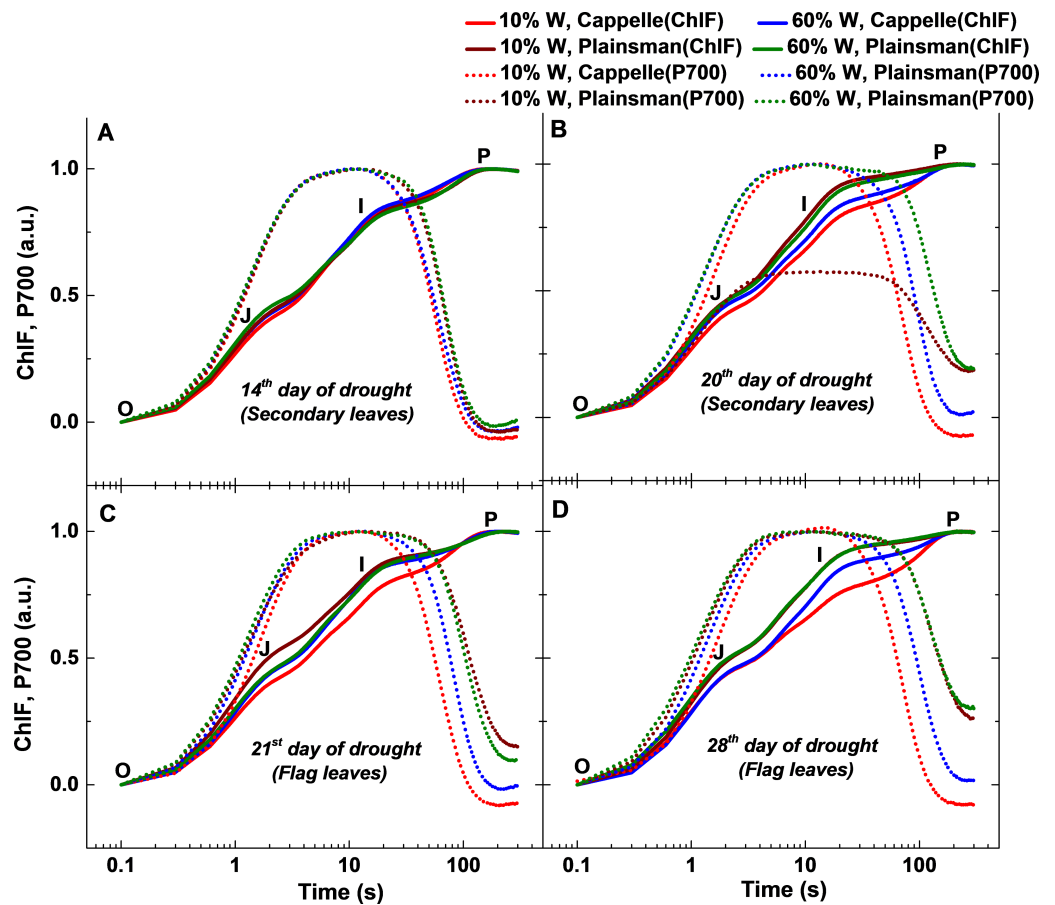 10% W, Cappelle(ChlF) 60% W, Cappelle(ChlF)
10% W, Plainsman(ChlF) 60% W, Plainsman(ChlF)
10% W, Cappelle(P700) 60% W, Plainsman(P700)
10% W, Plainsman(P700) 60% W, Plainsman(P700)
A
B
1.0
0.5
0.0
ChlF, P700 (a.u.)
O
J
I
P
14th day of drought
(Secondary leaves)
O
J
I
P
20th day of drought
(Secondary leaves)
C
D
1.0
0.5
0.0
ChlF, P700 (a.u.)
O
J
I
P
21st day of drought
(Flag leaves)
O
J
I
P
28th day of drought
(Flag leaves)
0.1 1 10 100
0.1 1 10 100
Time (s)
Time (s)